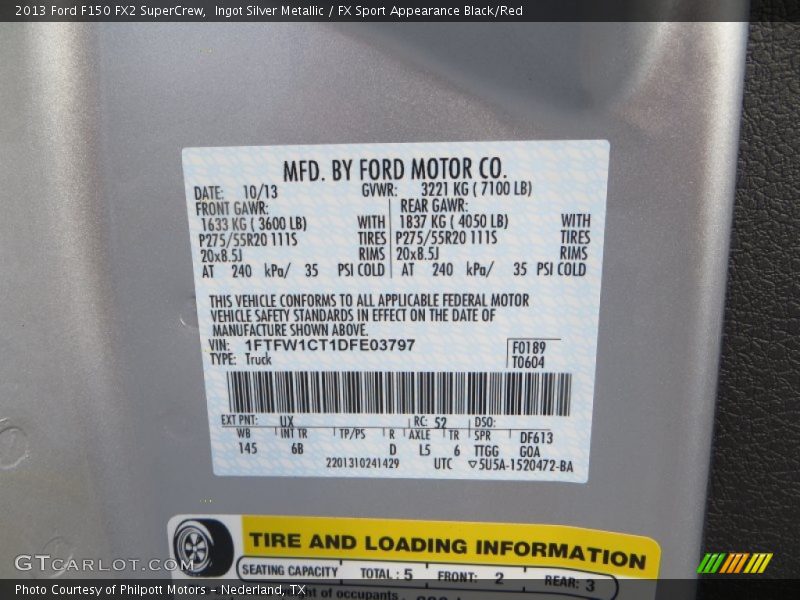 2013 Ford F150 FX2 SuperCrew,  Ingot Silver Metallic / FX Sport Appearance Black/Red
MFD. BY FORD MOTOR CO.
DATE: 10/13 GVWR: 3221 KG ( 7100 LB)
FRONT GAWR: REAR GAWR:
1633 KG ( 3600 LB) WITH 1837 KG ( 4050 LB) WITH
P275/55R20 111S TIRES P275/55R20 111S TIRES
20x8.5J RIMS 20x8.5J RIMS
AT 240 kPa/ 35 PSI COLD AT 240 kPa/ 35 PSI COLD
THIS VEHICLE CONFORMS TO ALL APPLICABLE FEDERAL MOTOR
VEHICLE SAFETY STANDARDS IN EFFECT ON THE DATE OF
MANUFACTURE SHOWN ABOVE.
VIN: 1FTFW1CT1DFE03797 F0189
TYPE: Truck T0604
EXT PNT: UX RC: 52 DSO:
WB INT TR TP/PS R AXLE TR SPR DF613
145 6B D L5 6 TTGG GOA
2201310241429 UTC ▽5U5A-1520472-BA
TIRE AND LOADING INFORMATION
SEATING CAPACITY TOTAL : 5 FRONT: 2 REAR: 3
GTCARLOT.COM
Photo Courtesy of Philpott Motors - Nederland, TX
of occupants